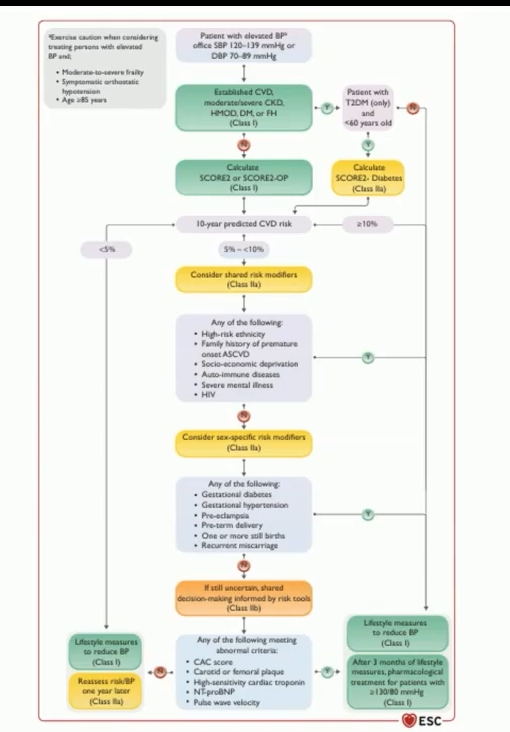 *Exercise caution when considering
treating persons with elevated
BP and;
• Moderate-to-severe frailty
• Symptomatic orthostatic
hypotension
• Age ≥85 years
Patient with elevated BP*
office SBP 120–139 mmHg or
DBP 70–89 mmHg
Established CVD,
moderate/severe CKD,
HMOD, DM, or FH
(Class I)
Y
Patient with
T2DM (only)
and
<60 years old
N
N
Y
Calculate
SCORE2 or SCORE2-OP
(Class I)
Calculate
SCORE2- Diabetes
(Class IIa)
10-year predicted CVD risk
≥10%
<5%
5% – <10%
Consider shared risk modifiers
(Class IIa)
Any of the following:
• High-risk ethnicity
• Family history of premature
onset ASCVD
• Socio-economic deprivation
• Auto-immune diseases
• Severe mental illness
• HIV
Y
N
Consider sex-specific risk modifiers
(Class IIa)
Any of the following:
• Gestational diabetes
• Gestational hypertension
• Pre-eclampsia
• Pre-term delivery
• One or more still births
• Recurrent miscarriage
Y
N
If still uncertain, shared
decision-making informed by risk tools
(Class IIb)
Any of the following meeting
abnormal criteria:
• CAC score
• Carotid or femoral plaque
• High-sensitivity cardiac troponin
• NT-proBNP
• Pulse wave velocity
N
Y
Lifestyle measures
to reduce BP
(Class I)
Reassess risk/BP
one year later
(Class IIa)
Lifestyle measures
to reduce BP
(Class I)
After 3 months of lifestyle
measures, pharmacological
treatment for patients with
≥130/80 mmHg
(Class I)
ESC